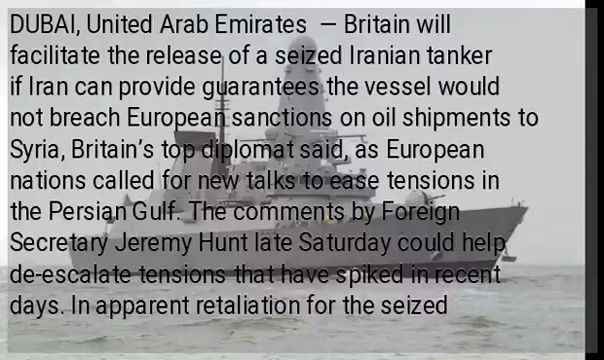 DUBAI, United Arab Emirates — Britain will
facilitate the release of a seized Iranian tanker
if Iran can provide guarantees the vessel would
not breach European sanctions on oil shipments to
Syria, Britain’s top diplomat said, as European
nations called for new talks to ease tensions in
the Persian Gulf. The comments by Foreign
Secretary Jeremy Hunt late Saturday could help
de-escalate tensions that have spiked in recent
days. In apparent retaliation for the seized